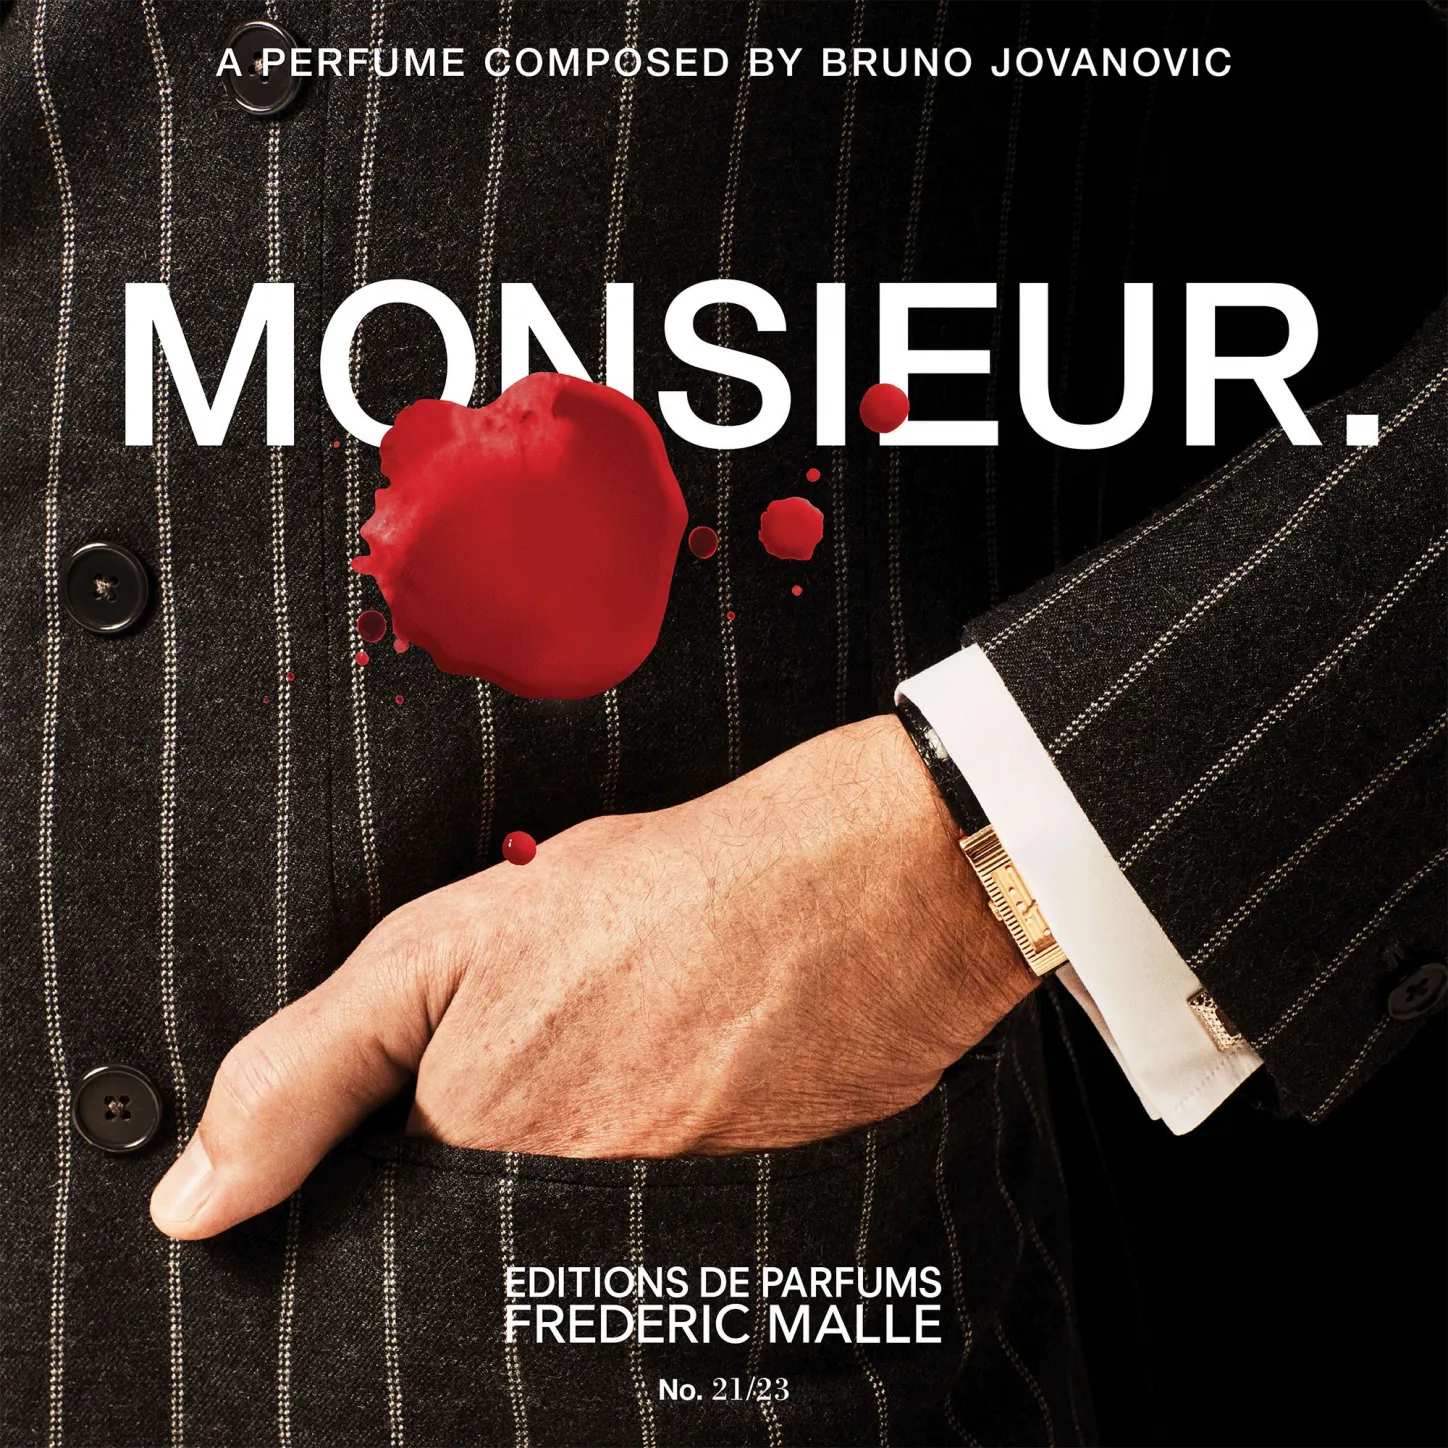 A PERFUME COMPOSED BY BRUNO JOVANOVIC
MONSIEUR.
EDITIONS DE PARFUMS
FREDERIC MALLE
No. 21/23